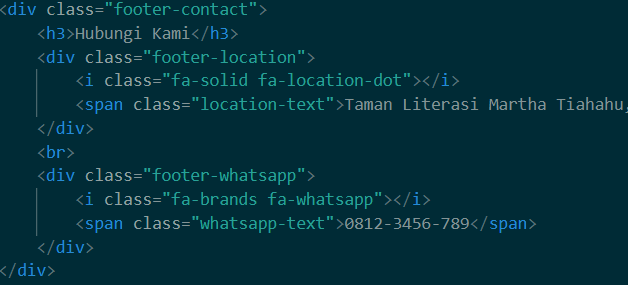 <div class="footer-contact">
<h3>Hubungi Kami</h3>
<div class="footer-location">
<i class="fa-solid fa-location-dot"></i>
<span class="location-text">Taman Literasi Martha Tiahahu,
</div>
<br>
<div class="footer-whatsapp">
<i class="fa-brands fa-whatsapp"></i>
<span class="whatsapp-text">0812-3456-789</span>
</div>
</div>